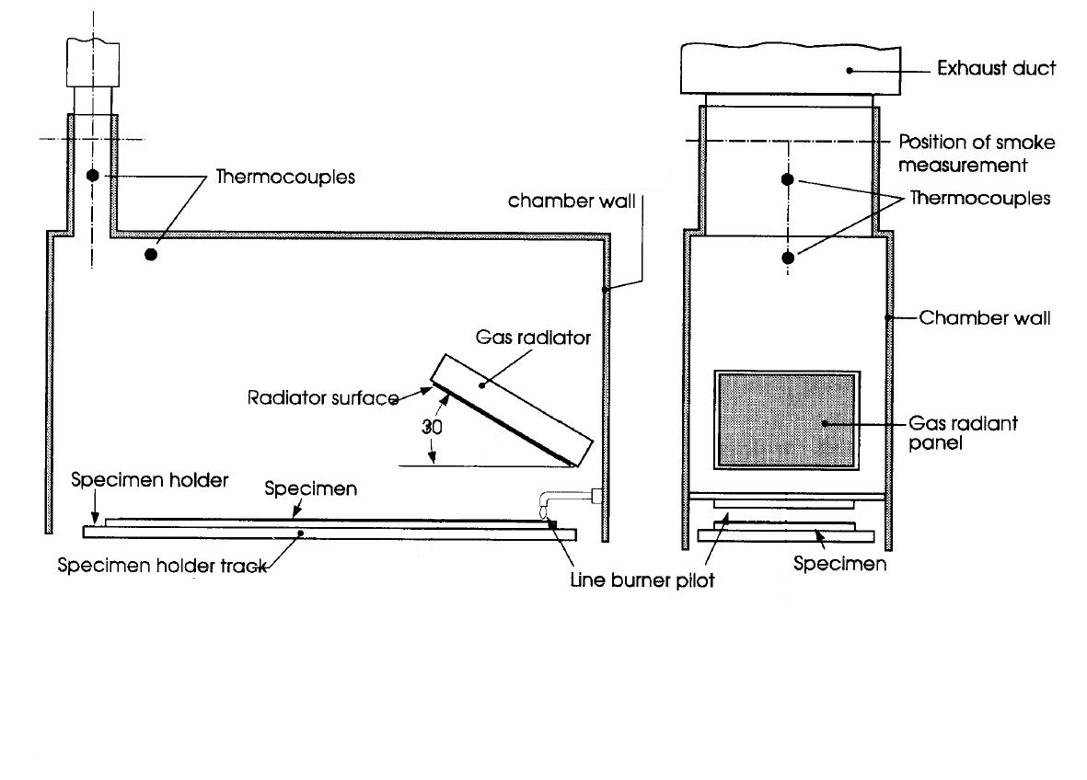 Exhaust duct
Position of smoke
measurement
Thermocouples
Thermocouples
chamber wall
Chamber wall
Gas radiator
Radiator surface
30
Gas radiant
panel
Specimen holder
Specimen
Specimen holder track
Line burner pilot
Specimen